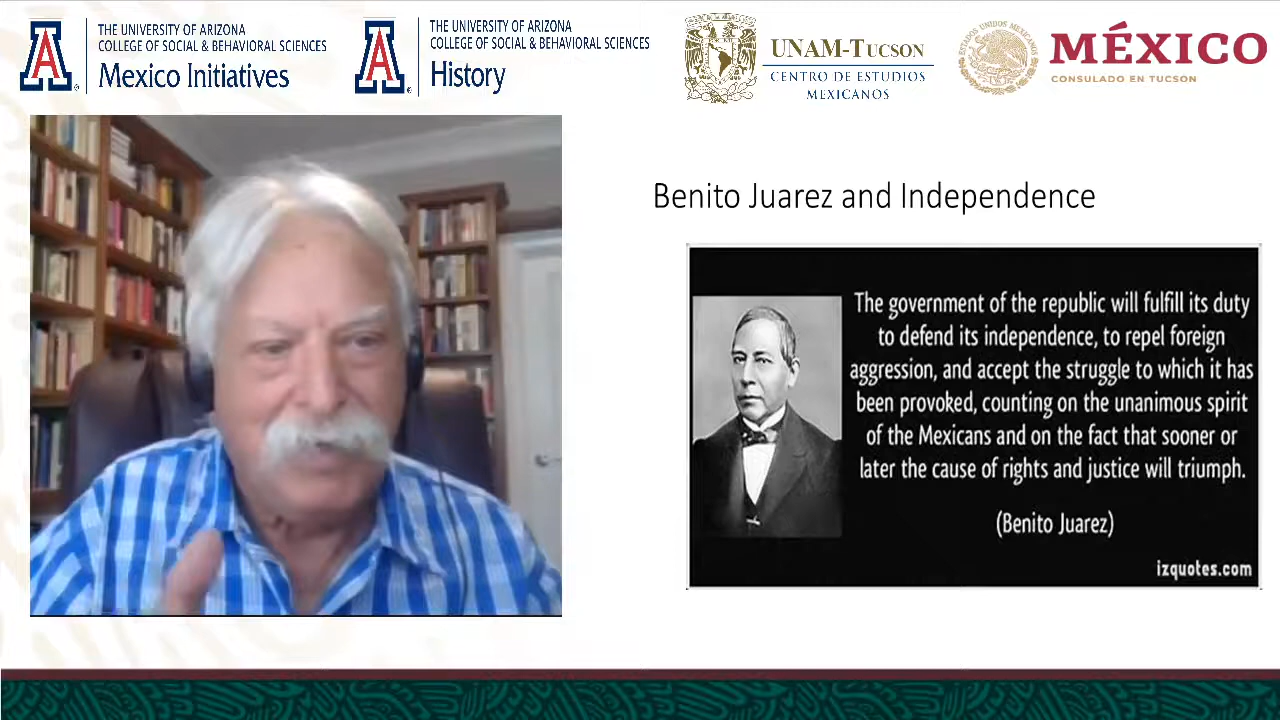 THE UNIVERSITY OF ARIZONA
COLLEGE OF SOCIAL & BEHAVIORAL SCIENCES
Mexico Initiatives
THE UNIVERSITY OF ARIZONA
COLLEGE OF SOCIAL & BEHAVIORAL SCIENCES
History
UNAM-TUCSON
CENTRO DE ESTUDIOS
MEXICANOS
MÉXICO
CONSULADO EN TUCSON
Benito Juarez and Independence
The government of the republic will fulfill its duty
to defend its independence, to repel foreign
aggression, and accept the struggle to which it has
been provoked, counting on the unanimous spirit
of the Mexicans and on the fact that sooner or
later the cause of rights and justice will triumph.
(Benito Juarez)
izquotes.com